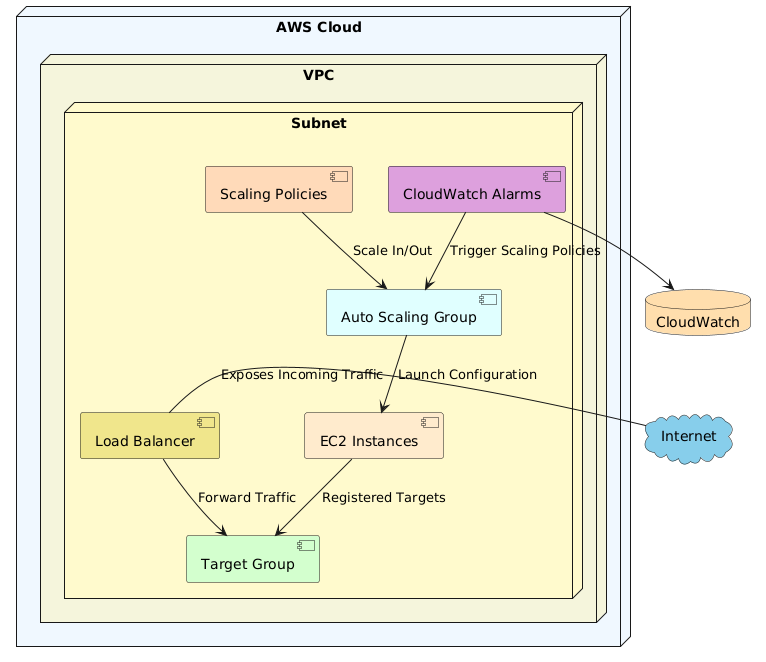 AWS Cloud
VPC
Subnet
Scaling Policies
CloudWatch Alarms
Scale In/Out
Trigger Scaling Policies
Auto Scaling Group
CloudWatch
Exposes Incoming Traffic
Launch Configuration
Load Balancer
EC2 Instances
Internet
Forward Traffic
Registered Targets
Target Group